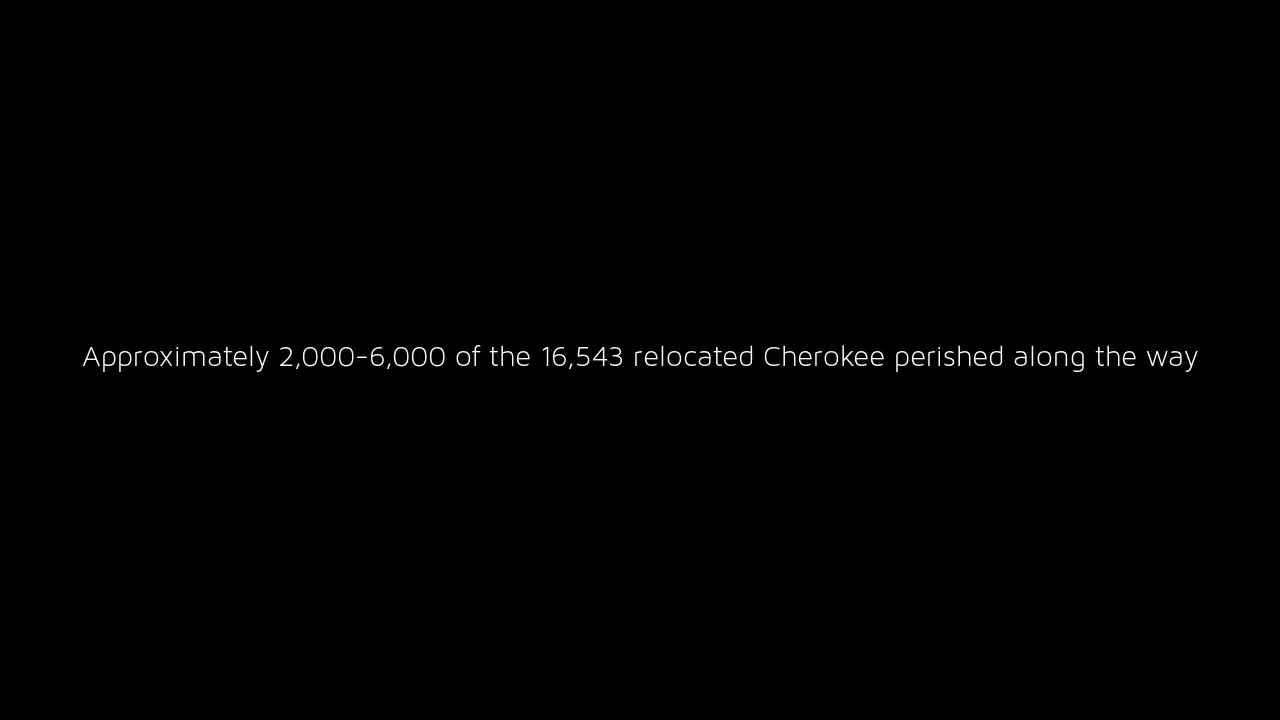 Approximately 2,000-6,000 of the 16,543 relocated Cherokee perished along the way